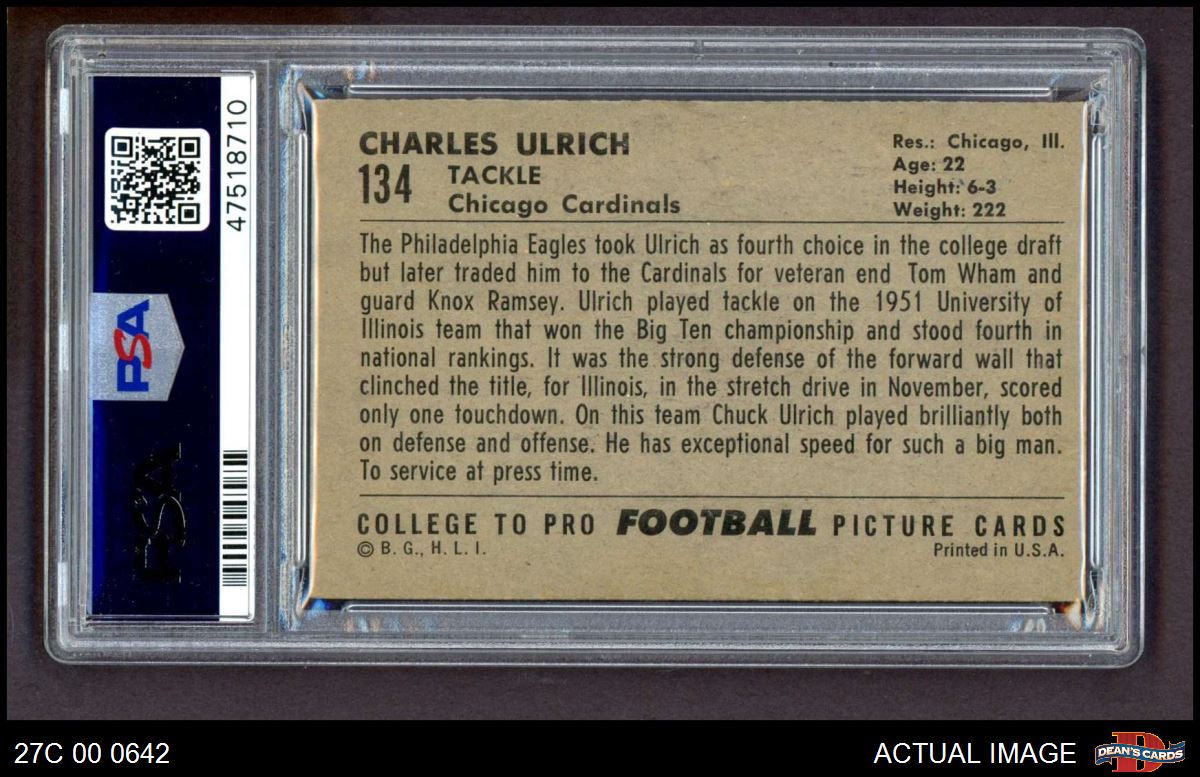 CHARLES ULRICH
134 TACKLE
Chicago Cardinals
Res.: Chicago, Ill.
Age: 22
Height: 6-3
Weight: 222
The Philadelphia Eagles took Ulrich as fourth choice in the college draft
but later traded him to the Cardinals for veteran end Tom Wham and
guard Knox Ramsey. Ulrich played tackle on the 1951 University of
Illinois team that won the Big Ten championship and stood fourth in
national rankings. It was the strong defense of the forward wall that
clinched the title, for Illinois, in the stretch drive in November, scored
only one touchdown. On this team Chuck Ulrich played brilliantly both
on defense and offense. He has exceptional speed for such a big man.
To service at press time.
COLLEGE TO PRO FOOTBALL PICTURE CARDS
© B. G., H. L. I.
Printed in U.S.A.
47518710
PSA
PSA
27C 00 0642
ACTUAL IMAGE
DEAN'S CARDS